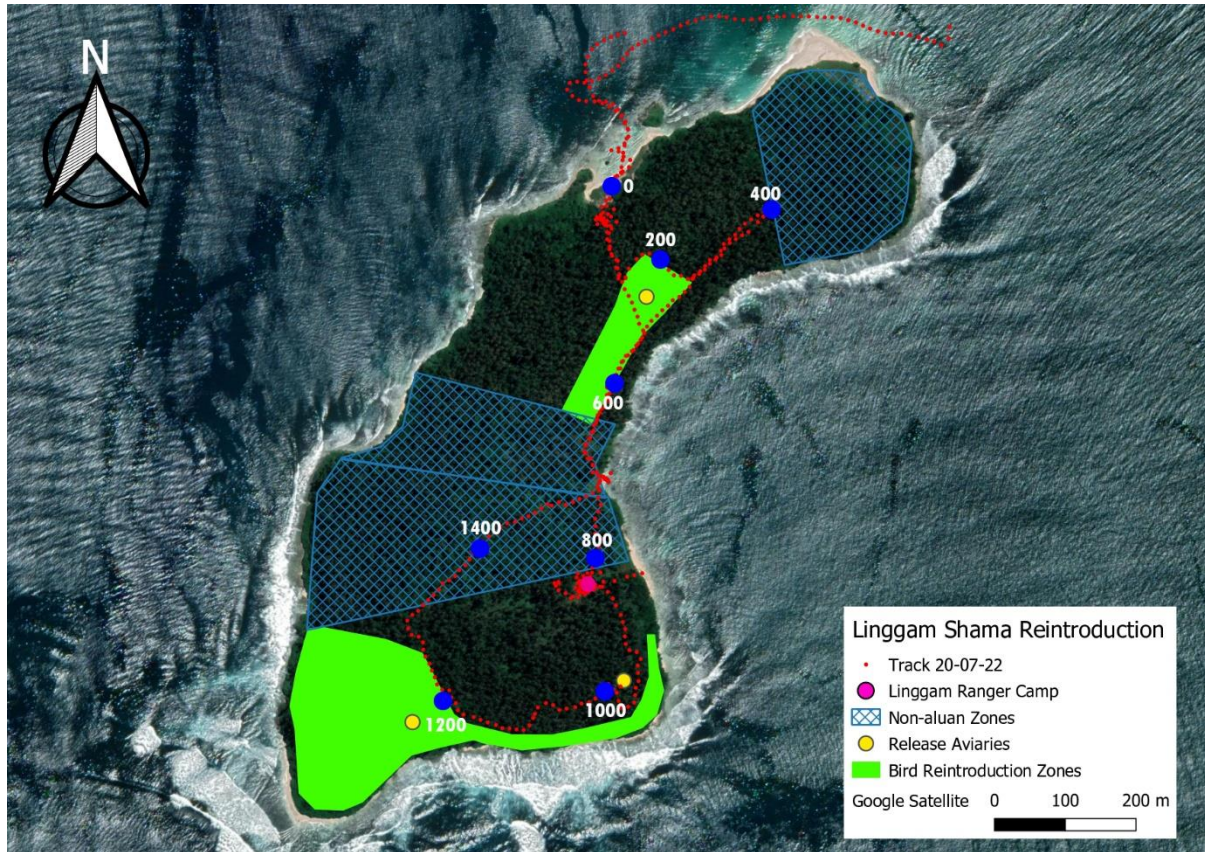 N
0
400
200
600
1400
800
1000
1200
Linggam Shama Reintroduction
Track 20-07-22
Linggam Ranger Camp
Non-aluan Zones
Release Aviaries
Bird Reintroduction Zones
Google Satellite 0 100 200 m